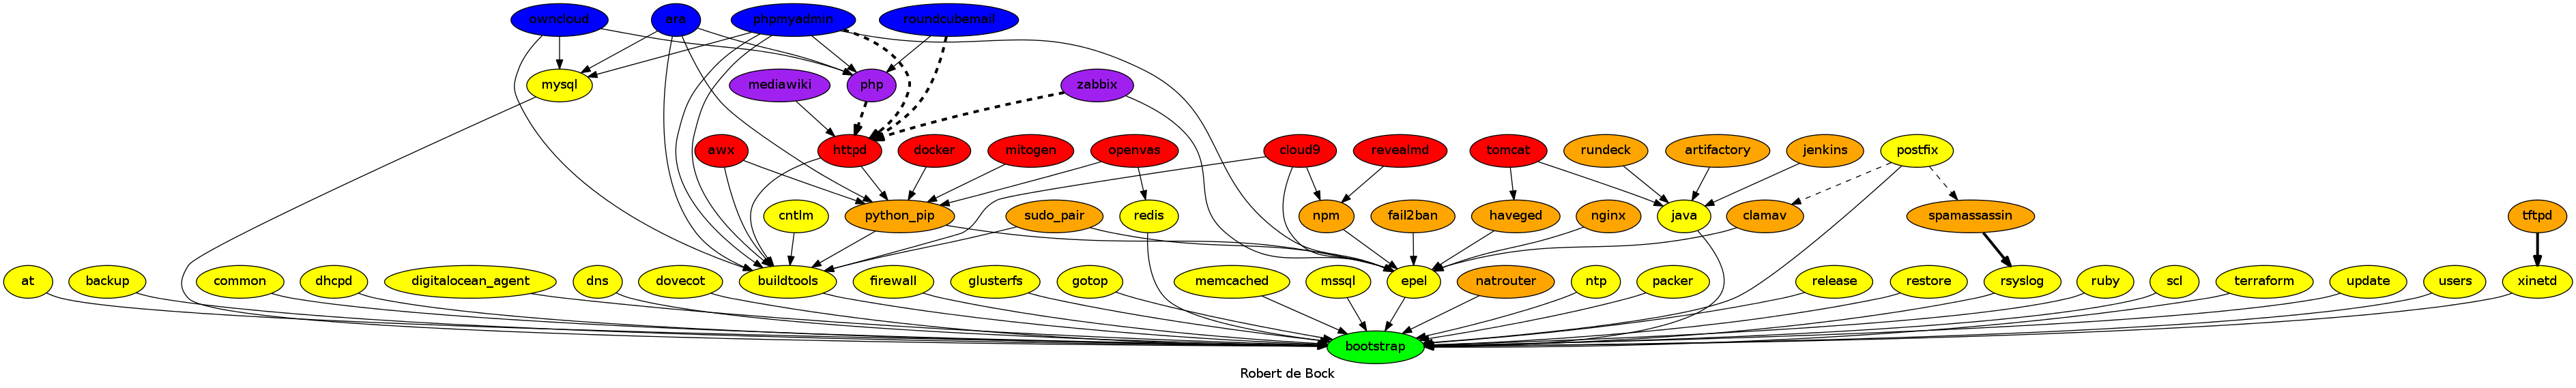 owncloud
ara
phpmyadmin
roundcubemail
mysql
mediawiki
php
zabbix
awx
httpd
docker
mitogen
openvas
cloud9
revealmd
tomcat
rundeck
artifactory
jenkins
postfix
cntlm
python_pip
sudo_pair
redis
npm
fail2ban
haveged
nginx
java
clamav
spamassassin
tftpd
at
backup
common
dhcpd
digitalocean_agent
dns
dovecot
buildtools
firewall
glusterfs
gotop
memcached
mssql
epel
natrouter
ntp
packer
release
restore
rsyslog
ruby
scl
terraform
update
users
xinetd
bootstrap
Robert de Bock